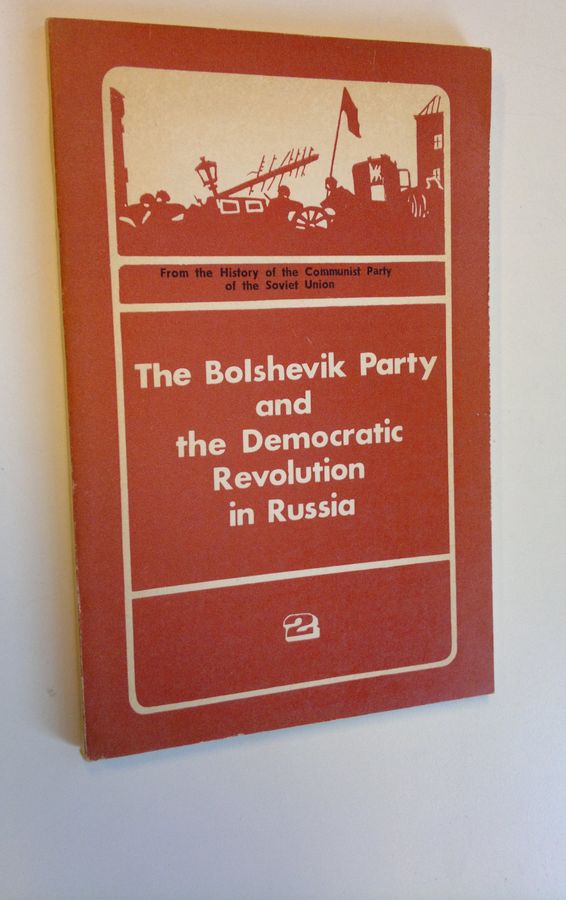 From the History of the Communist Party
of the Soviet Union
The Bolshevik Party
and
the Democratic
Revolution
in Russia
2